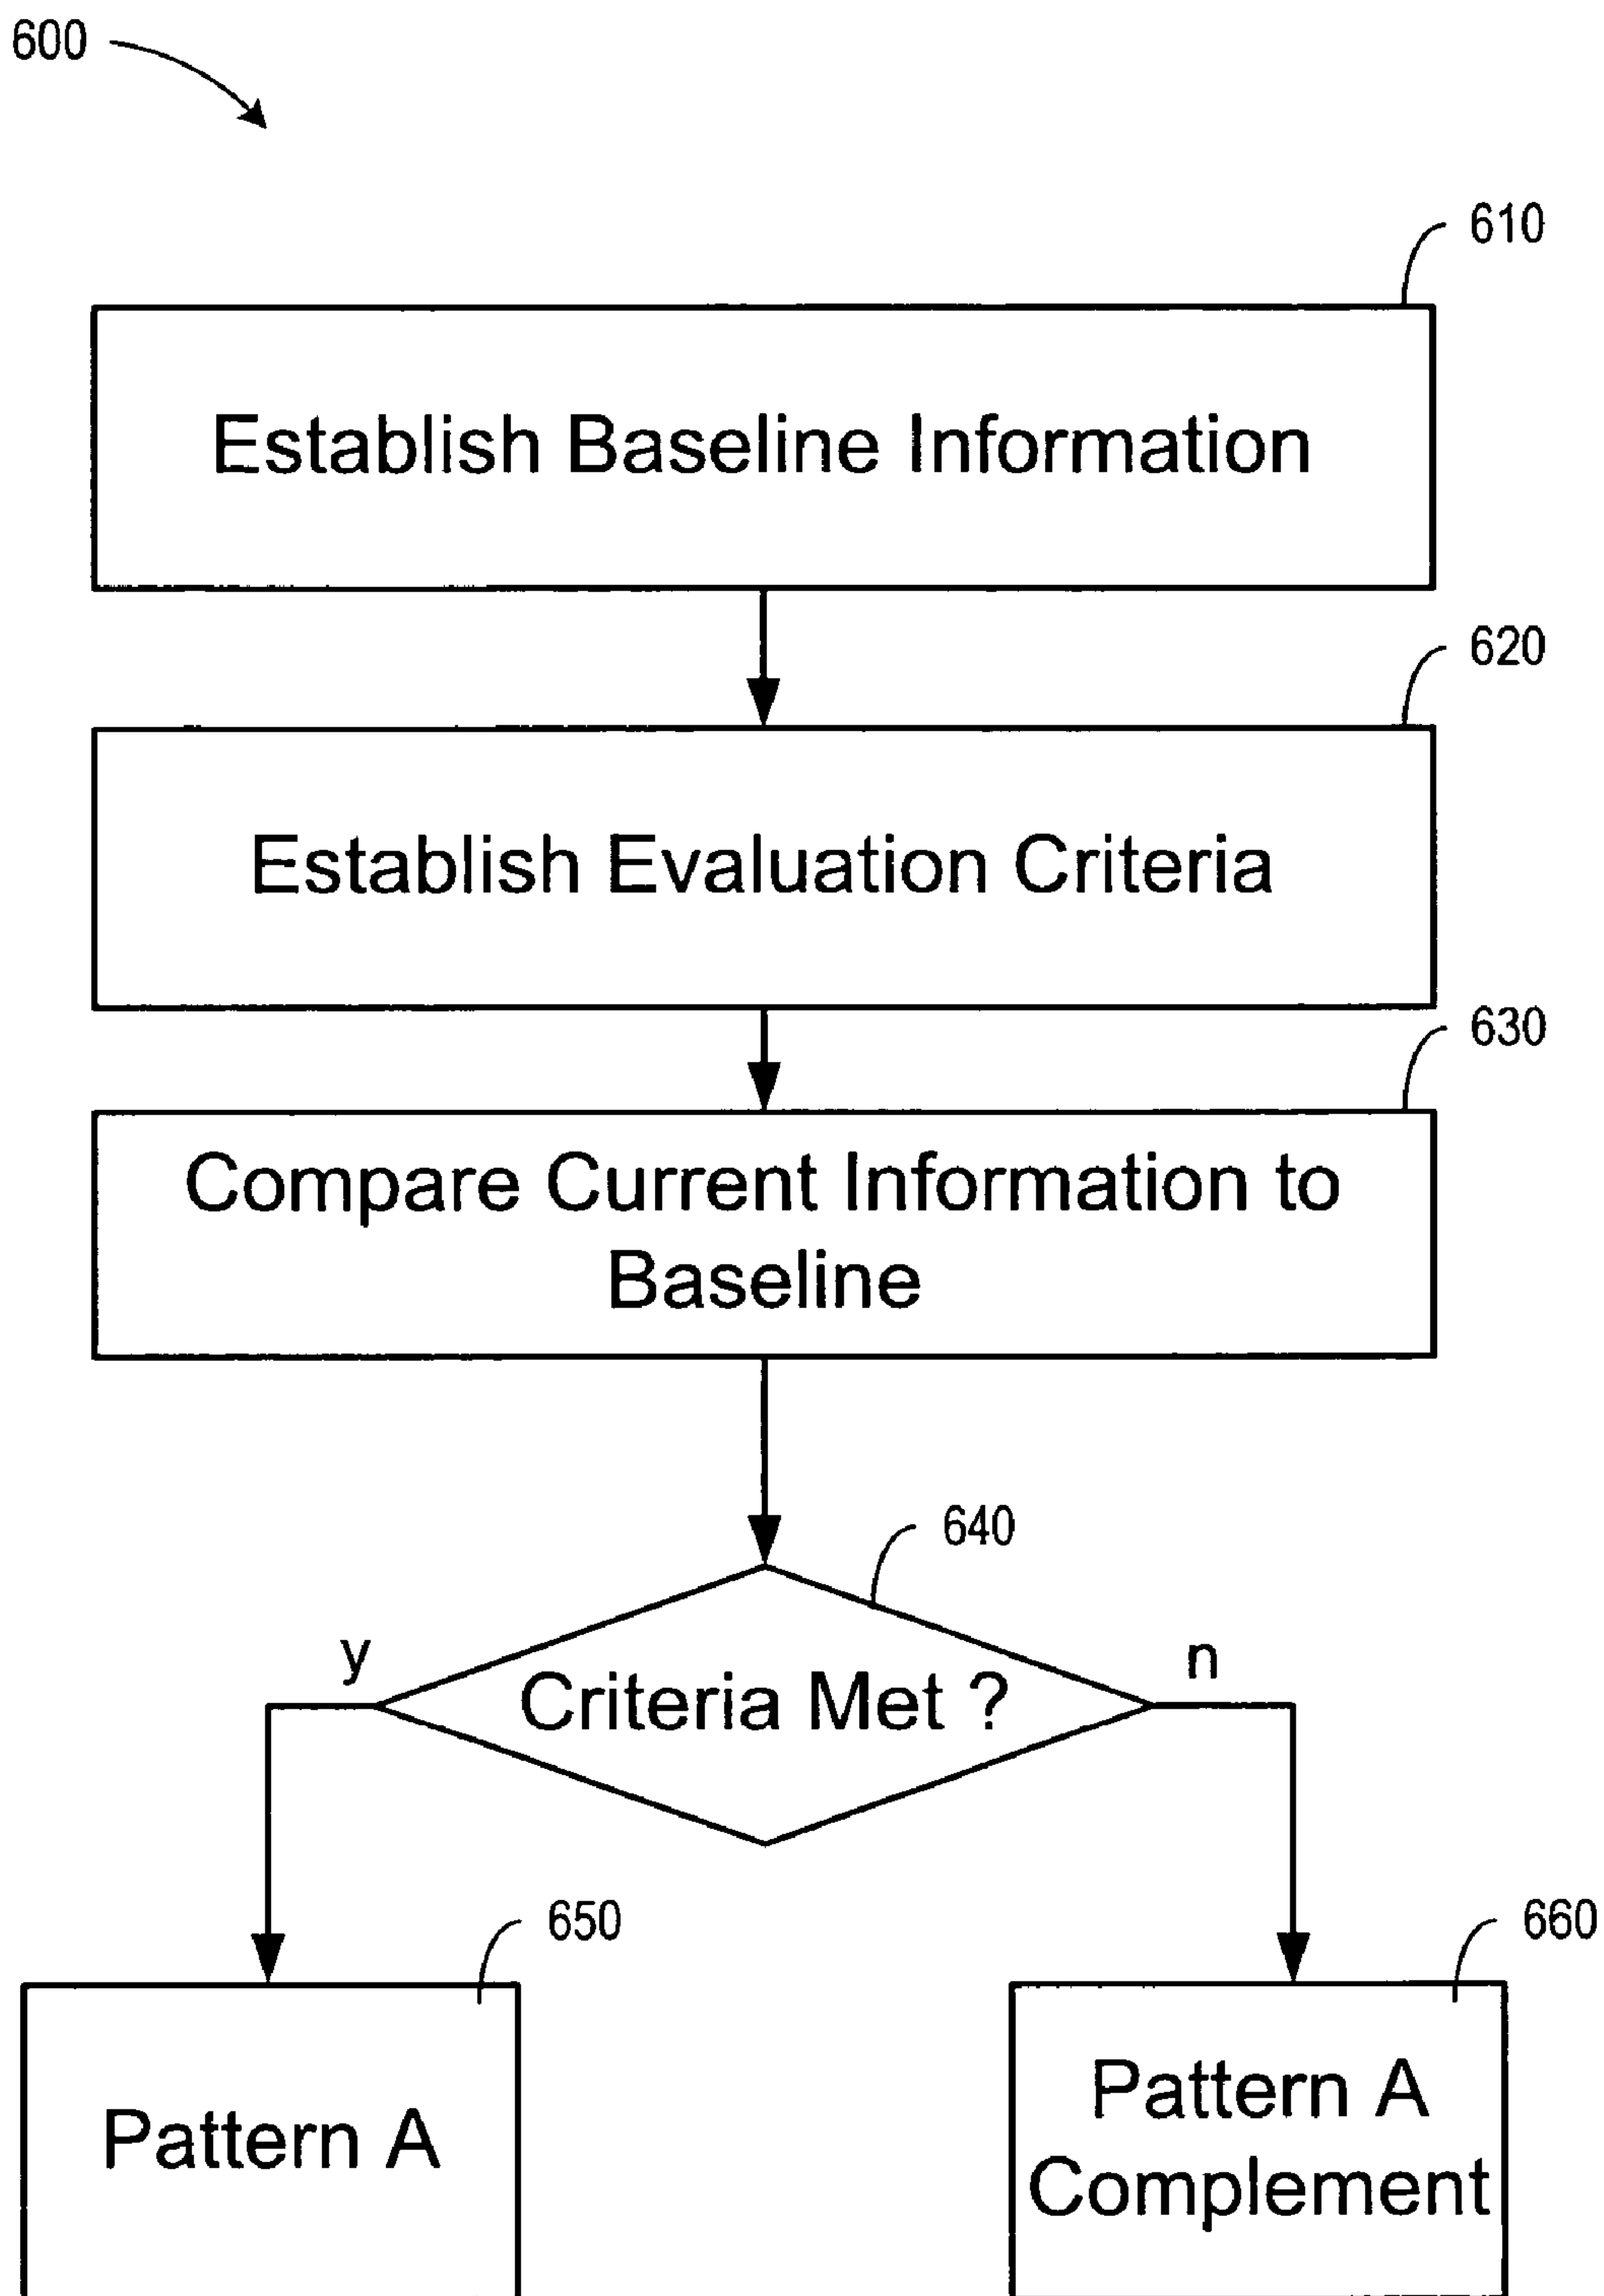 600
610
Establish Baseline Information
620
Establish Evaluation Criteria
630
Compare Current Information to
Baseline
640
y
n
Criteria Met ?
650
660
Pattern A
Pattern A
Complement